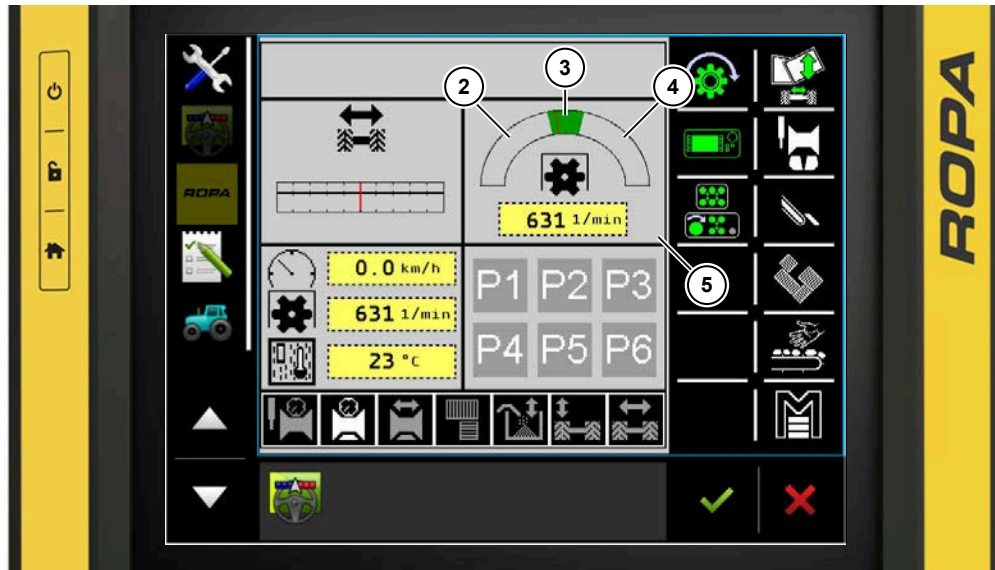 2
3
4
ROPA
ROPA
631 1/min
5
0.0 km/h
631 1/min
23 °C
P1 P2 P3
P4 P5 P6